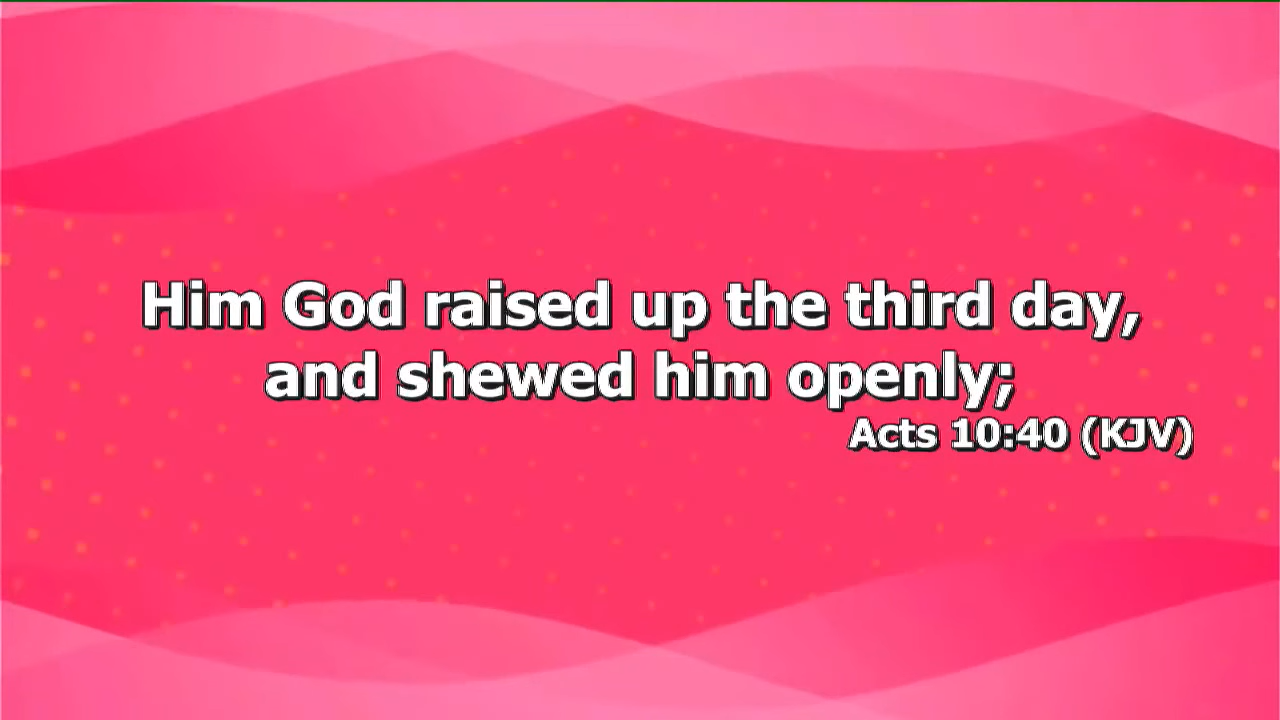 Him God raised up the third day,
and shewed him openly;
Acts 10:40 (KJV)